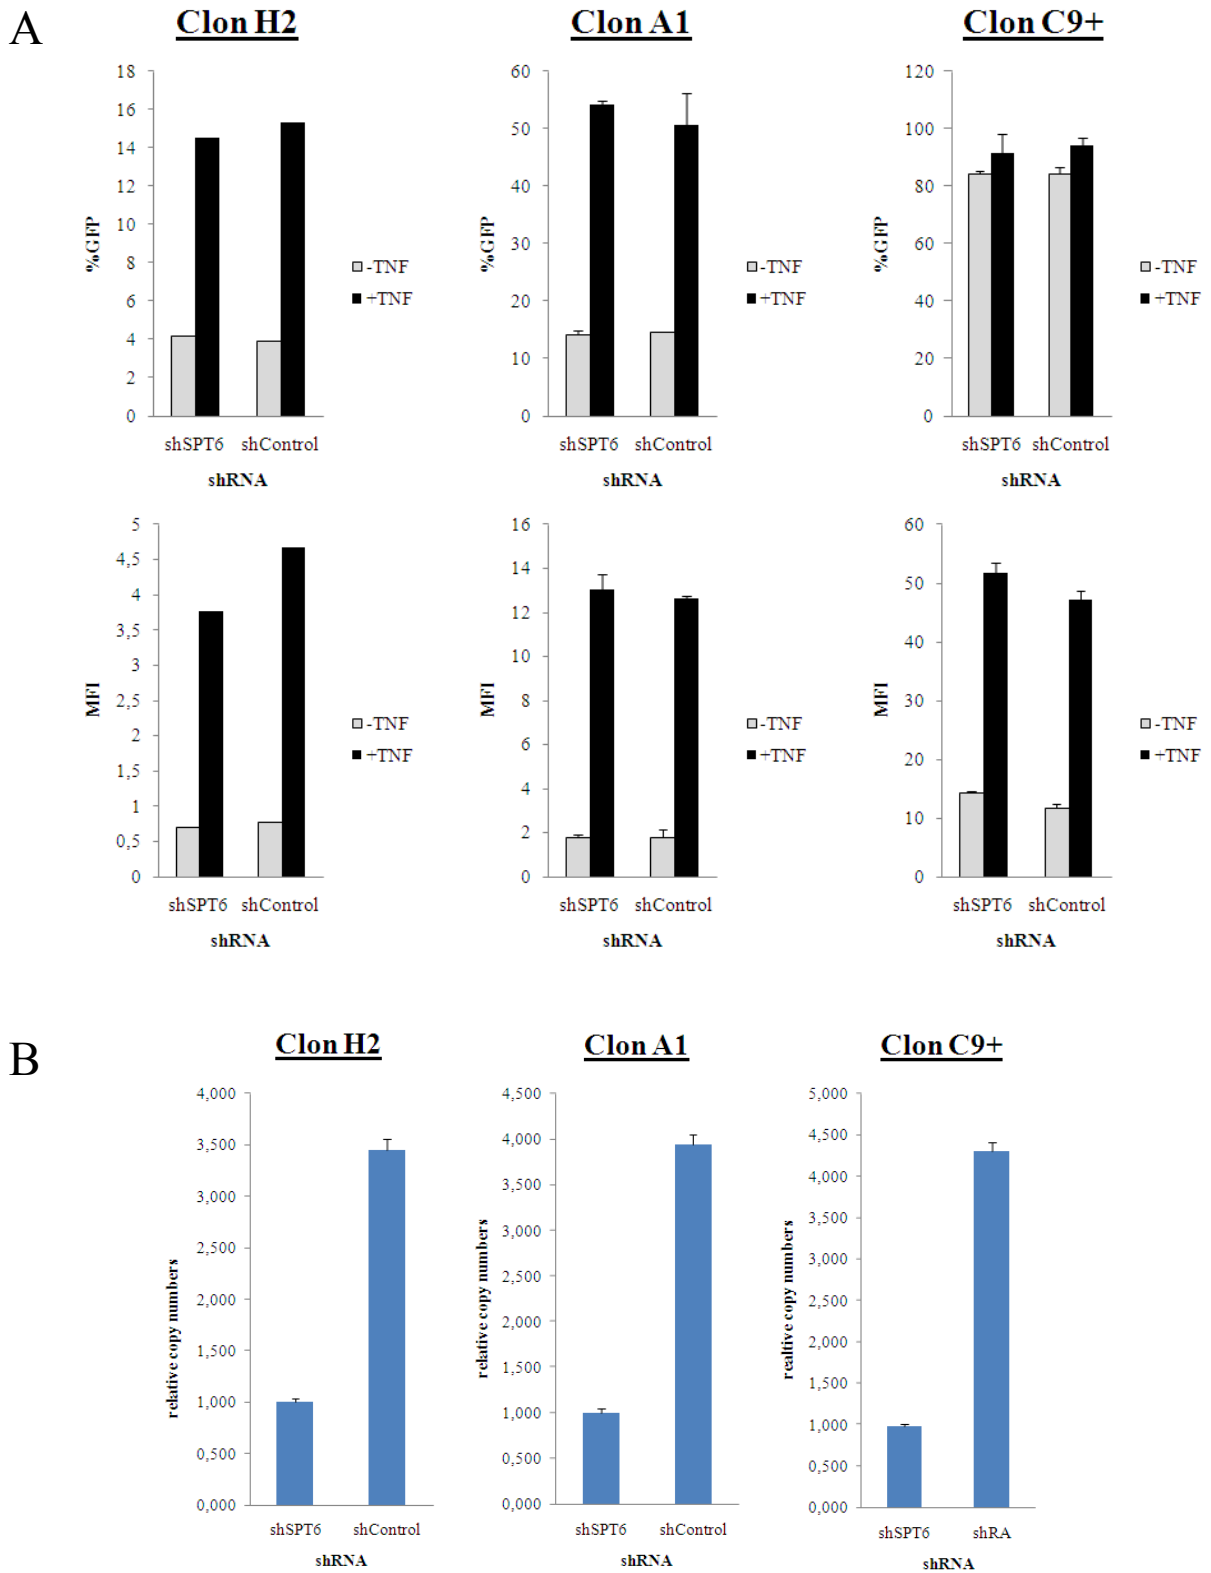 A
Clon H2
Clon A1
Clon C9+
18
16
14
12
10
8
6
4
2
0
%GFP
-TNF
+TNF
shSPT6 shControl
shRNA
60
50
40
30
20
10
0
%GFP
-TNF
+TNF
shSPT6 shControl
shRNA
120
100
80
60
40
20
0
%GFP
-TNF
+TNF
shSPT6 shControl
shRNA
5
4,5
4
3,5
3
2,5
2
1,5
1
0,5
0
MFI
-TNF
+TNF
shSPT6 shControl
shRNA
16
14
12
10
8
6
4
2
0
MFI
-TNF
+TNF
shSPT6 shControl
shRNA
60
50
40
30
20
10
0
MFI
-TNF
+TNF
shSPT6 shControl
shRNA
B
Clon H2
Clon A1
Clon C9+
4,000
3,500
3,000
2,500
2,000
1,500
1,000
0,500
0,000
relative copy numbers
shSPT6 shControl
shRNA
4,500
4,000
3,500
3,000
2,500
2,000
1,500
1,000
0,500
0,000
relative copy numbers
shSPT6 shControl
shRNA
5,000
4,500
4,000
3,500
3,000
2,500
2,000
1,500
1,000
0,500
0,000
realtive copy numbers
shSPT6 shRA
shRNA